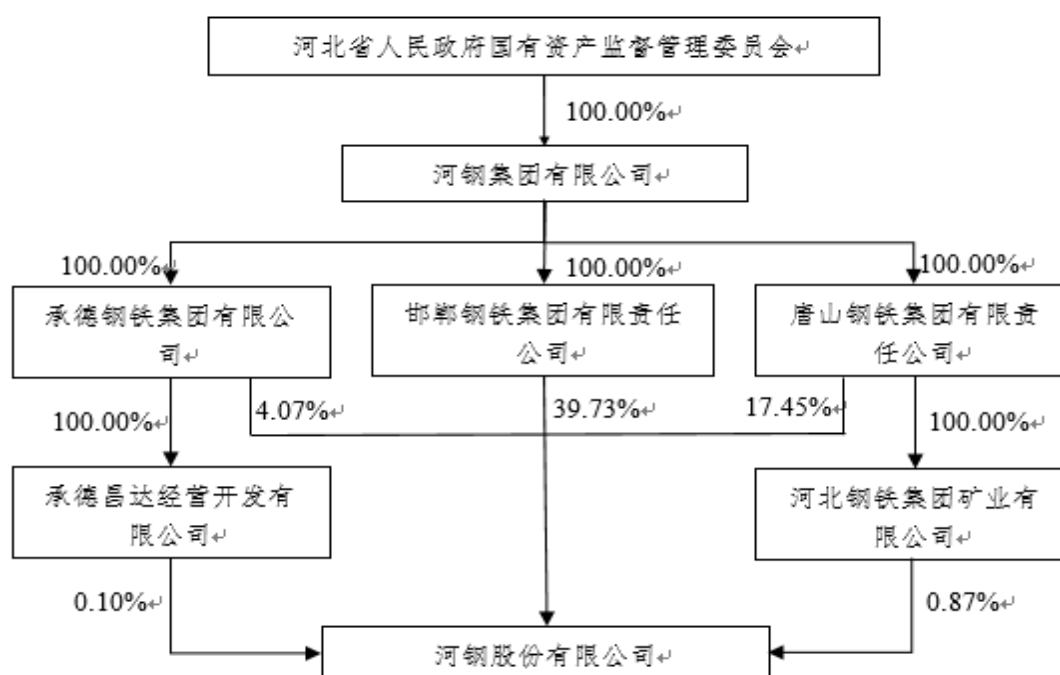 河北省人民政府国有资产监督管理委员会↵
100.00%↵
河钢集团有限公司↵
100.00%↵
100.00%↵
100.00%↵
承德钢铁集团有限公
司↵
邯郸钢铁集团有限责任
公司↵
唐山钢铁集团有限责
任公司↵
100.00%↵
4.07%↵
39.73%↵
17.45%↵
100.00%↵
承德昌达经营开发有
限公司↵
河北钢铁集团矿业有
限公司↵
0.10%↵
0.87%↵
河钢股份有限公司↵